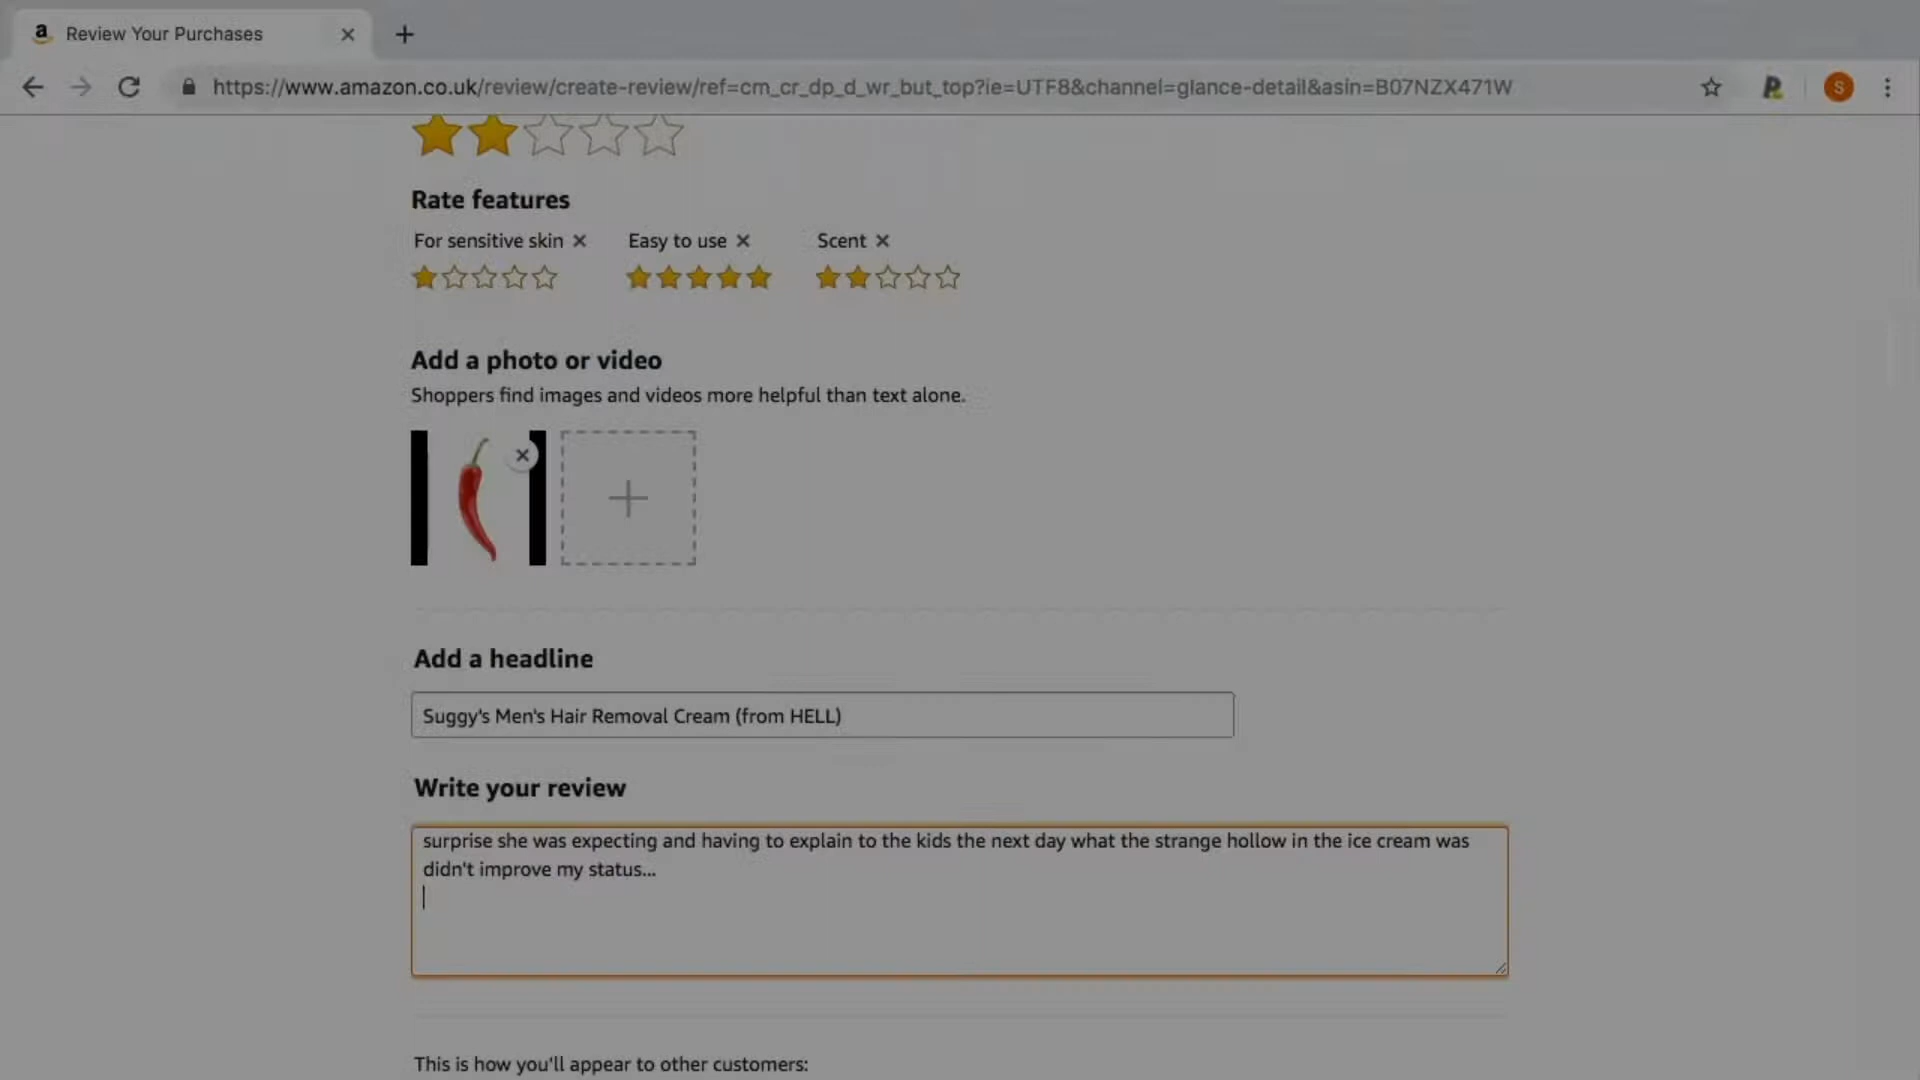 Review Your Purchases
https://www.amazon.co.uk/review/create-review/ref=cm_cr_dp_d_wr_but_top?ie=UTF8&channel=glance-detail&asin=B07NZX471W
S
Rate features
For sensitive skin Easy to use Scent
Add a photo or video
Shoppers find images and videos more helpful than text alone.
Add a headline
Suggy's Men's Hair Removal Cream (from HELL)
Write your review
surprise she was expecting and having to explain to the kids the next day what the strange hollow in the ice cream was
didn't improve my status...
This is how you'll appear to other customers: